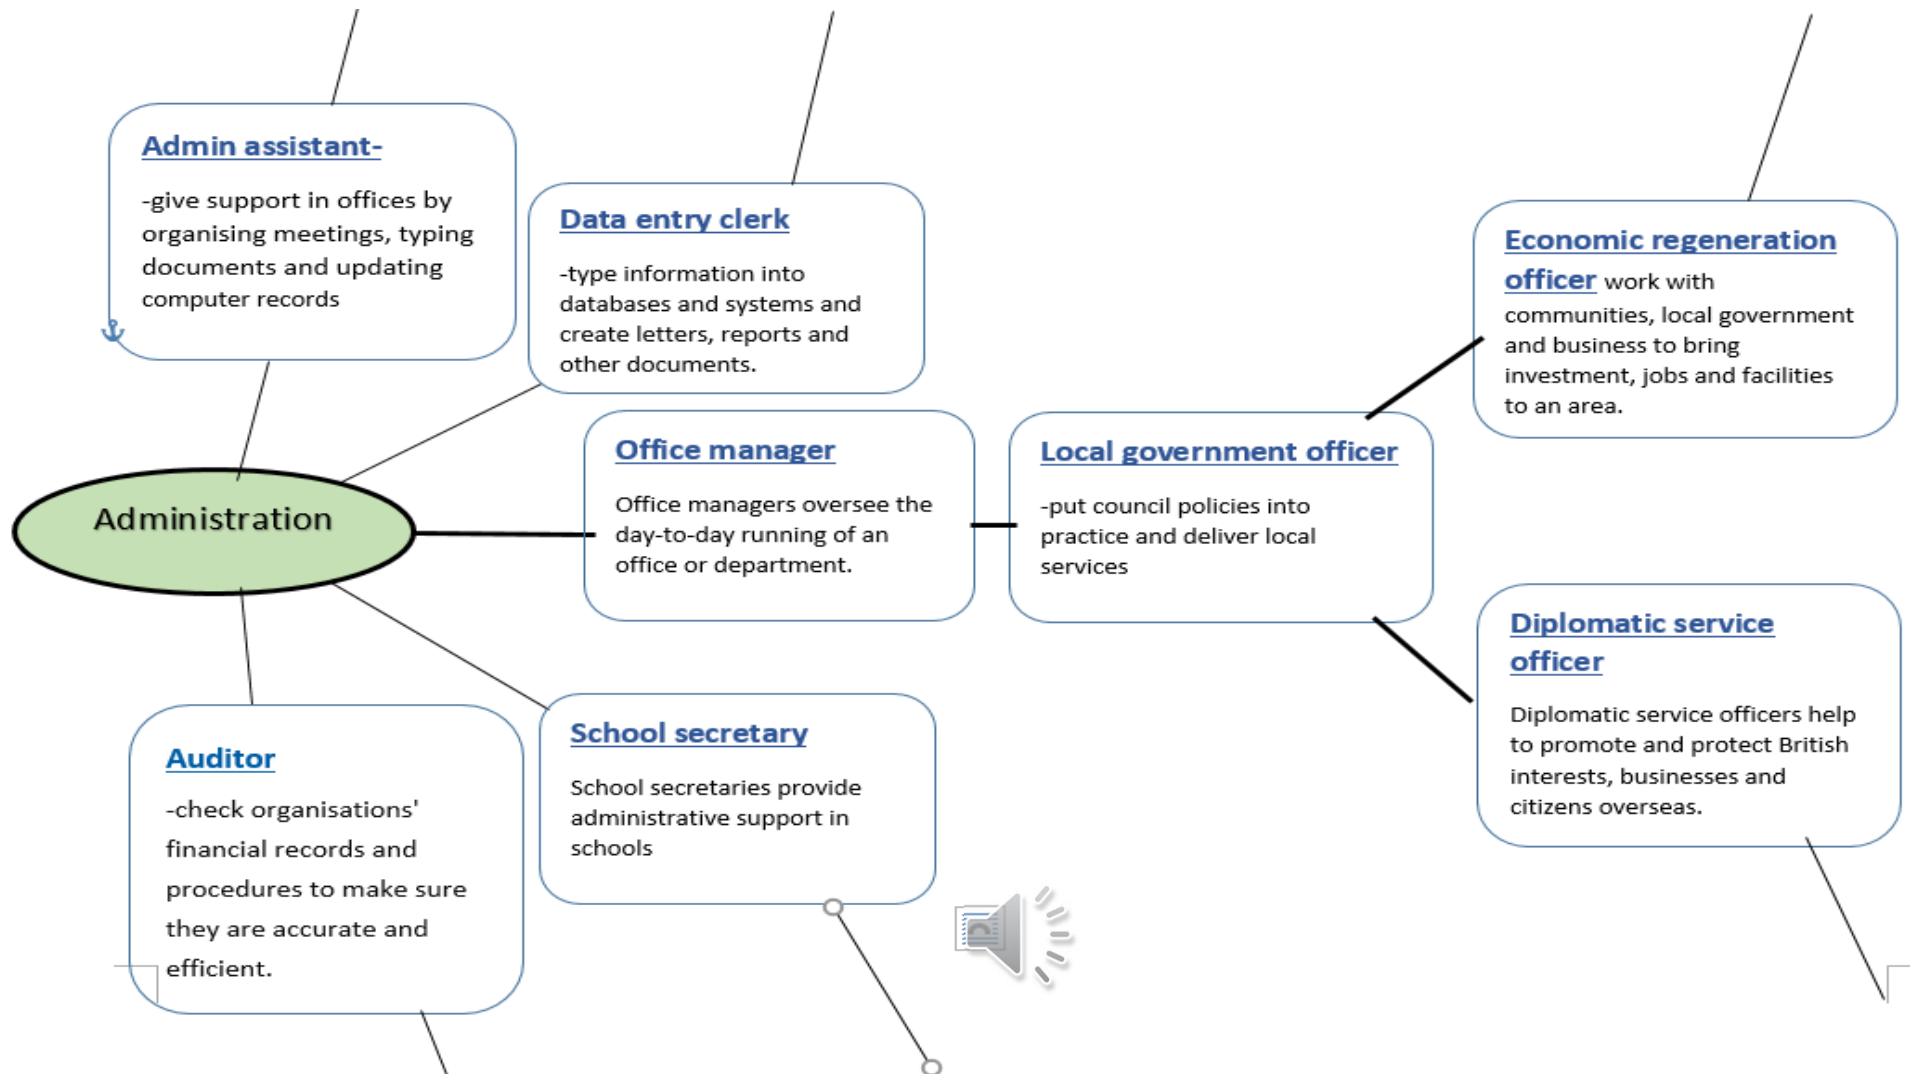 Admin assistant-
-give support in offices by
organising meetings, typing
documents and updating
computer records
Data entry clerk
-type information into
databases and systems and
create letters, reports and
other documents.
Economic regeneration
officer work with
communities, local government
and business to bring
investment, jobs and facilities
to an area.
Administration
Office manager
Office managers oversee the
day-to-day running of an
office or department.
Local government officer
-put council policies into
practice and deliver local
services
Diplomatic service
officer
Diplomatic service officers help
to promote and protect British
interests, businesses and
citizens overseas.
Auditor
-check organisations'
financial records and
procedures to make sure
they are accurate and
efficient.
School secretary
School secretaries provide
administrative support in
schools